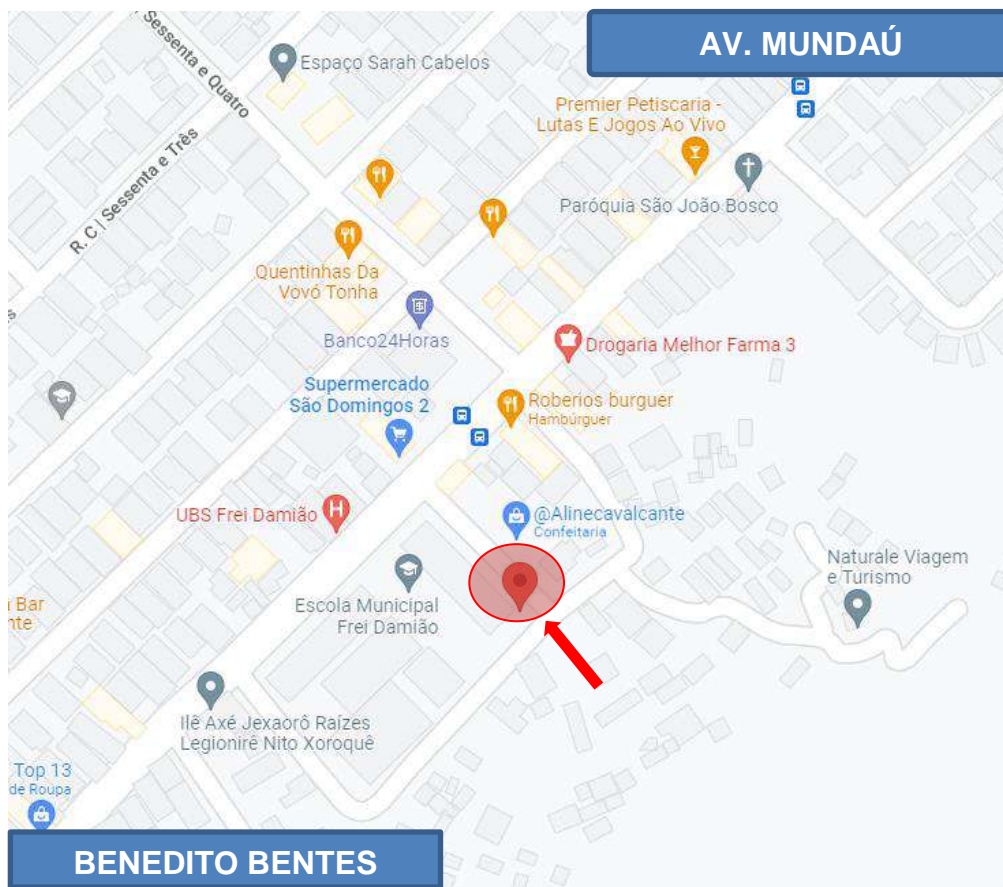 AV. MUNDAÚ
Sessenta e Quatro
Espaço Sarah Cabelos
Premier Petiscaria -
Lutas E Jogos Ao Vivo
R. C | Sessenta e Três
Paróquia São João Bosco
Quentinhas Da
Vovó Tonha
Banco24Horas
Drogaria Melhor Farma 3
Supermercado
São Domingos 2
Roberios burguer
Hambúrguer
UBS Frei Damião
@Alinecavalcante
Confeitaria
Naturale Viagem
e Turismo
Escola Municipal
Frei Damião
Bar
Ilê Axé Jexaorô Raízes
Legionirê Nito Xoroquê
Top 13
de Roupa
BENEDITO BENTES